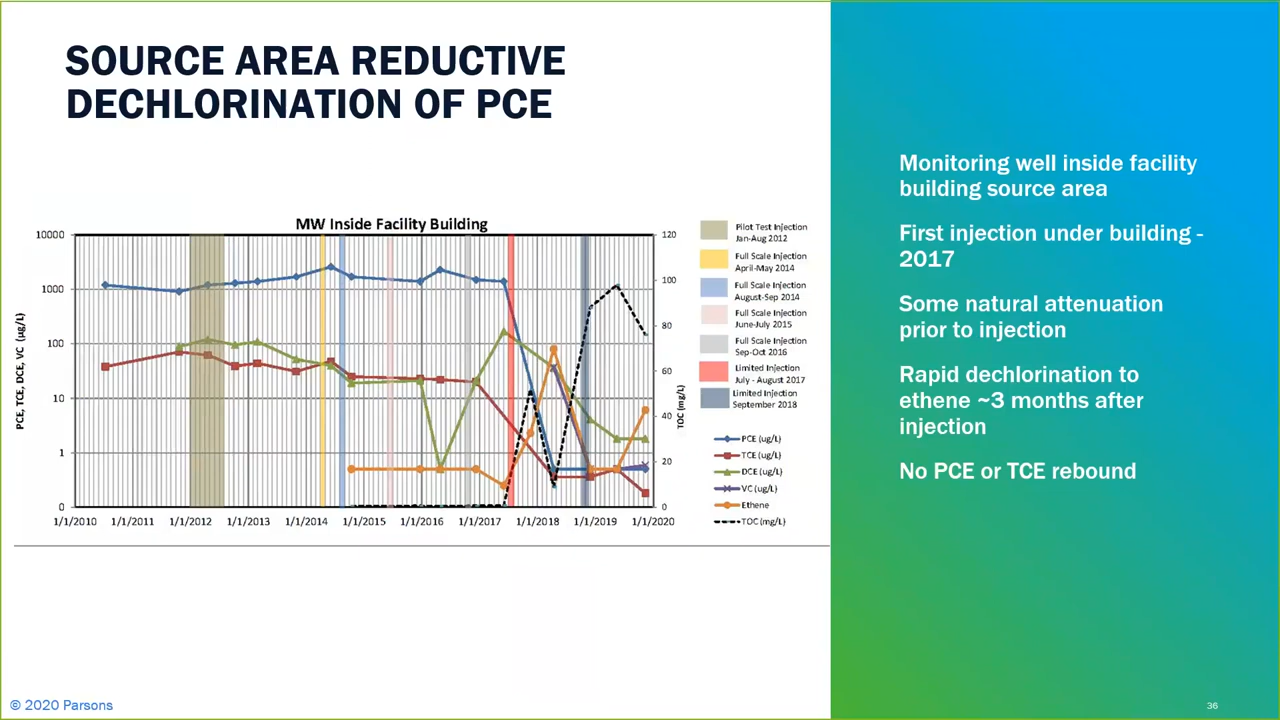 SOURCE AREA REDUCTIVE
DECHLORINATION OF PCE
Monitoring well inside facility
building source area
First injection under building -
2017
Some natural attenuation
prior to injection
Rapid dechlorination to
ethene ~3 months after
injection
No PCE or TCE rebound
MW Inside Facility Building
PCE, TCE, DCE, VC (µg/L)
10000
1000
100
10
1
0
1/1/2010
1/1/2011
1/1/2012
1/1/2013
1/1/2014
1/1/2015
1/1/2016
1/1/2017
1/1/2018
1/1/2019
1/1/2020
120
100
80
60
40
20
0
TOC (mg/L)
Pilot Test Injection
Jan-Aug 2012
Full Scale Injection
April-May 2014
Full Scale Injection
August-Sep 2014
Full Scale Injection
June-July 2015
Full Scale Injection
Sep-Oct 2016
Limited Injection
July - August 2017
Limited Injection
September 2018
PCE (ug/L)
TCE (ug/L)
DCE (ug/L)
VC (ug/L)
Ethene
TOC (mg/L)
© 2020 Parsons
36